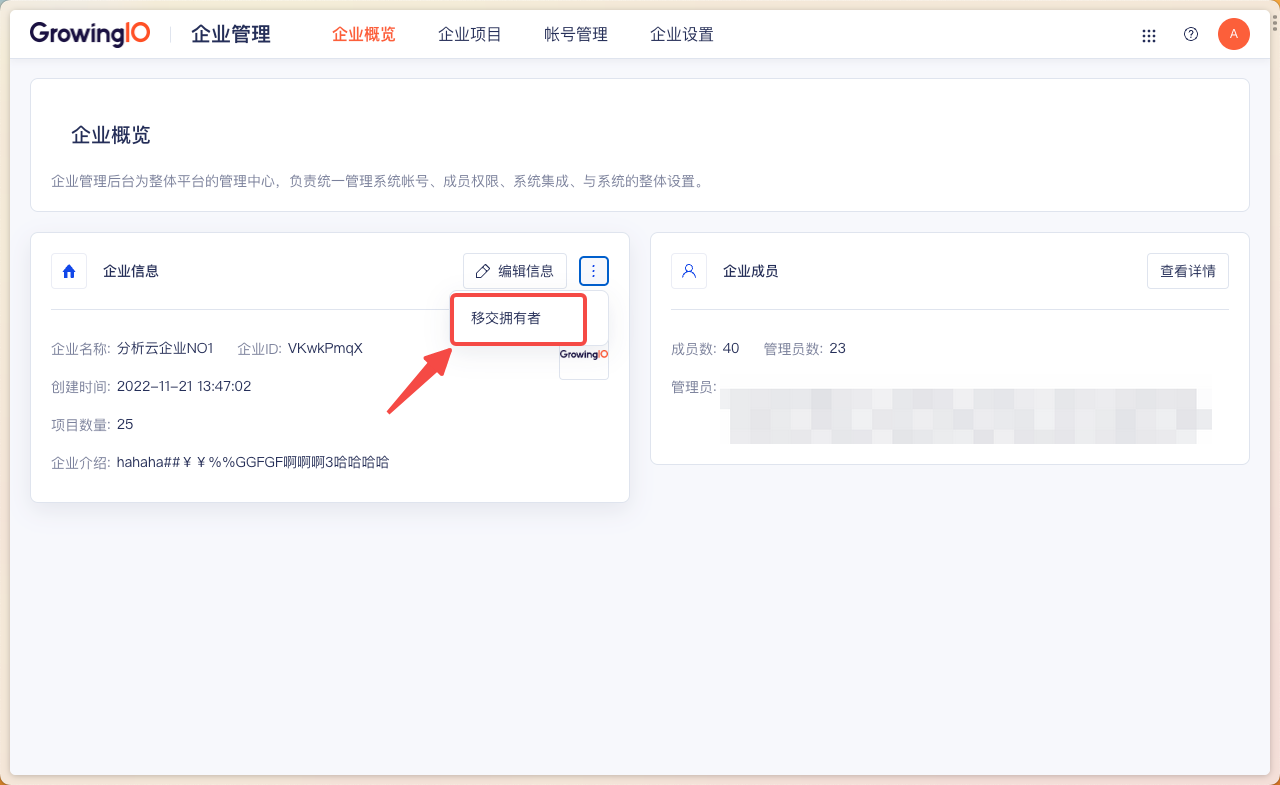 GrowingIO 企业管理 企业概览 企业项目 帐号管理 企业设置 A
企业概览
企业管理后台为整体平台的管理中心，负责统一管理系统帐号、成员权限、系统集成、与系统的整体设置。
企业信息 编辑信息
移交拥有者
企业名称: 分析云企业NO1 企业ID: VKwkPmqX
GrowingIO
创建时间: 2022-11-21 13:47:02
项目数量: 25
企业介绍: hahaha##￥￥%%GGFGF啊啊啊3哈哈哈哈
企业成员 查看详情
成员数: 40 管理员数: 23
管理员: